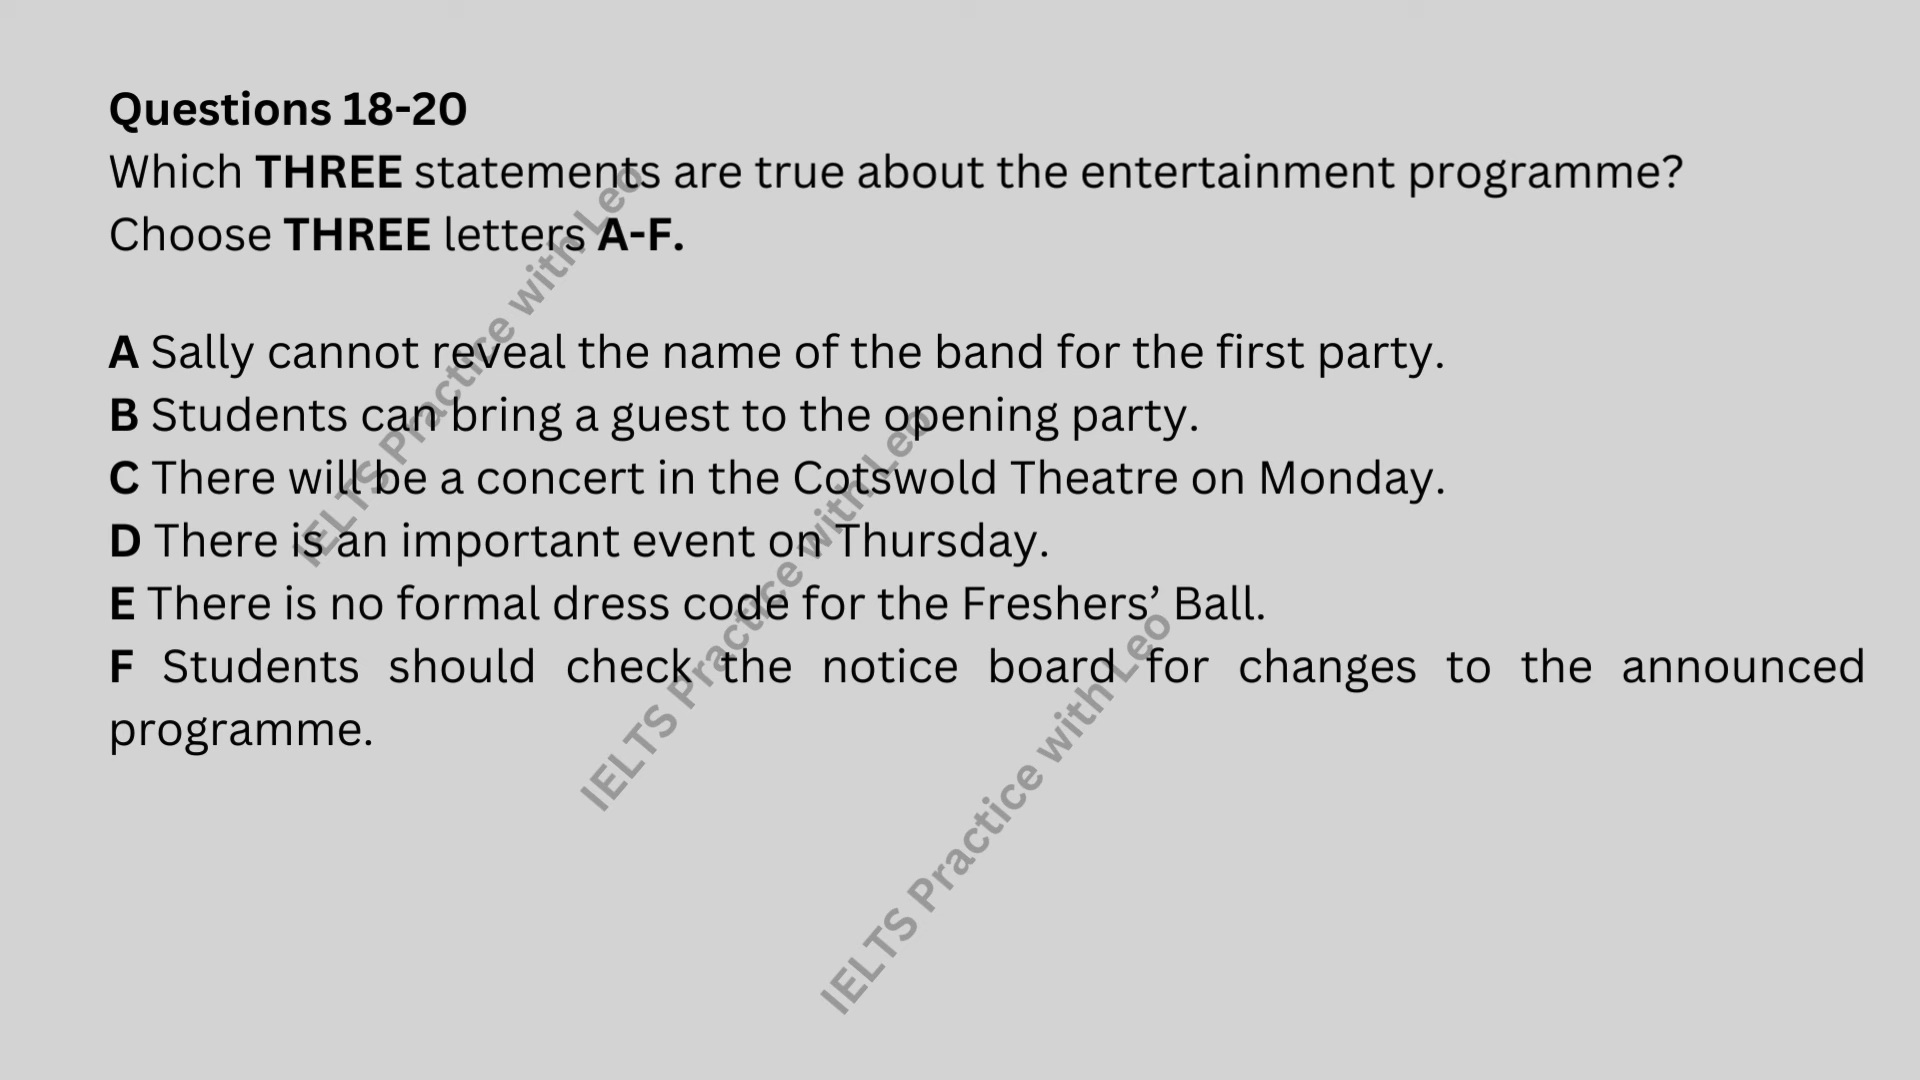 Questions 18-20
Which THREE statements are true about the entertainment programme?
Choose THREE letters A-F.
A Sally cannot reveal the name of the band for the first party.
B Students can bring a guest to the opening party.
C There will be a concert in the Cotswold Theatre on Monday.
D There is an important event on Thursday.
E There is no formal dress code for the Freshers’ Ball.
F Students should check the notice board for changes to the announced
programme.
IELTS Practice with Leo
IELTS Practice with Leo
IELTS Practice with Leo